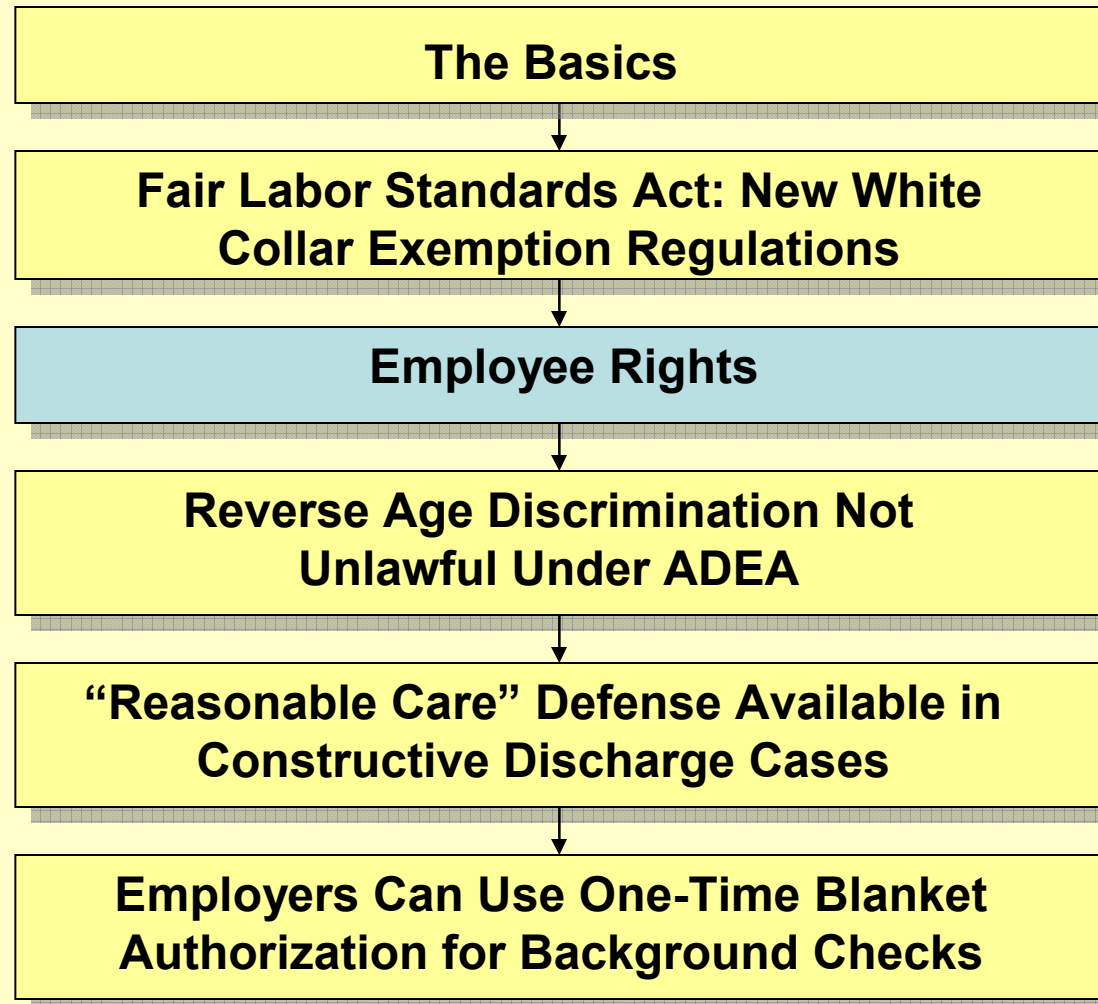 The Basics
Fair Labor Standards Act: New White
Collar Exemption Regulations
Employee Rights
Reverse Age Discrimination Not
Unlawful Under ADEA
“Reasonable Care” Defense Available in
Constructive Discharge Cases
Employers Can Use One-Time Blanket
Authorization for Background Checks